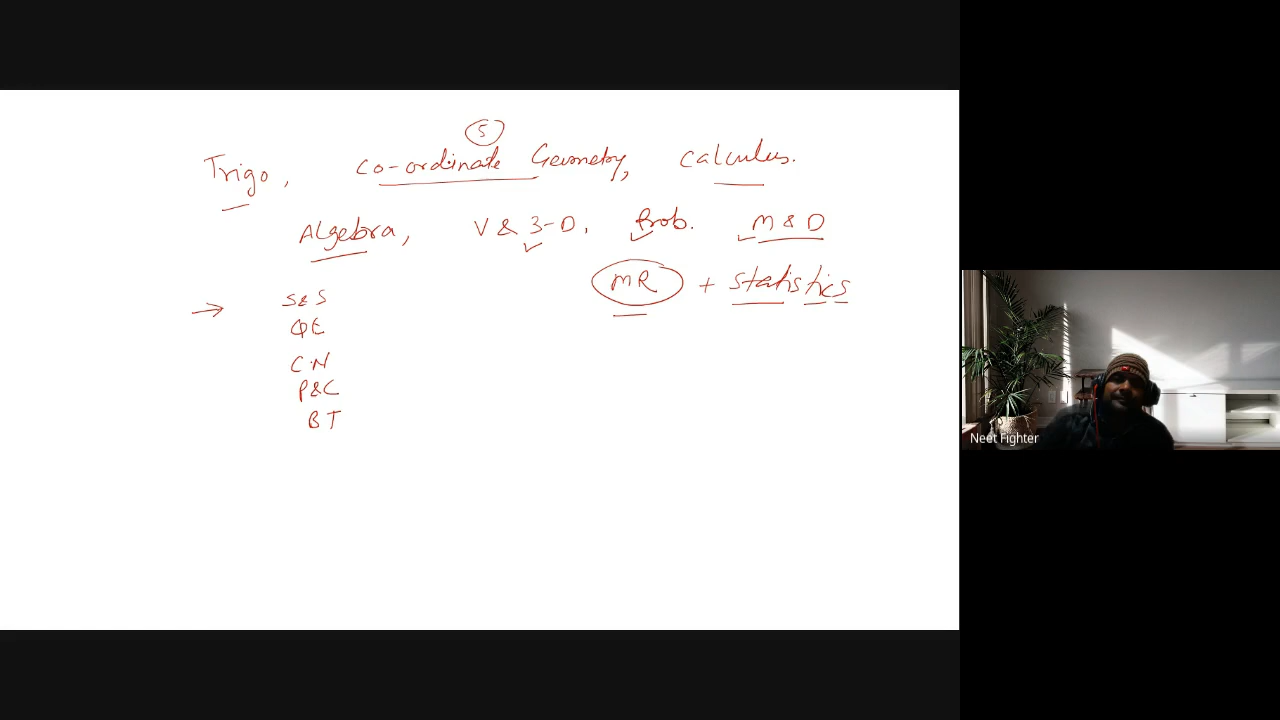 5
Trigo, Co-ordinate Geometry, Calculus.
Algebra, V & 3-D, Prob. M & D
MR + statistics
→ S & S
QE
C.N
P&C
BT
Neet Fighter